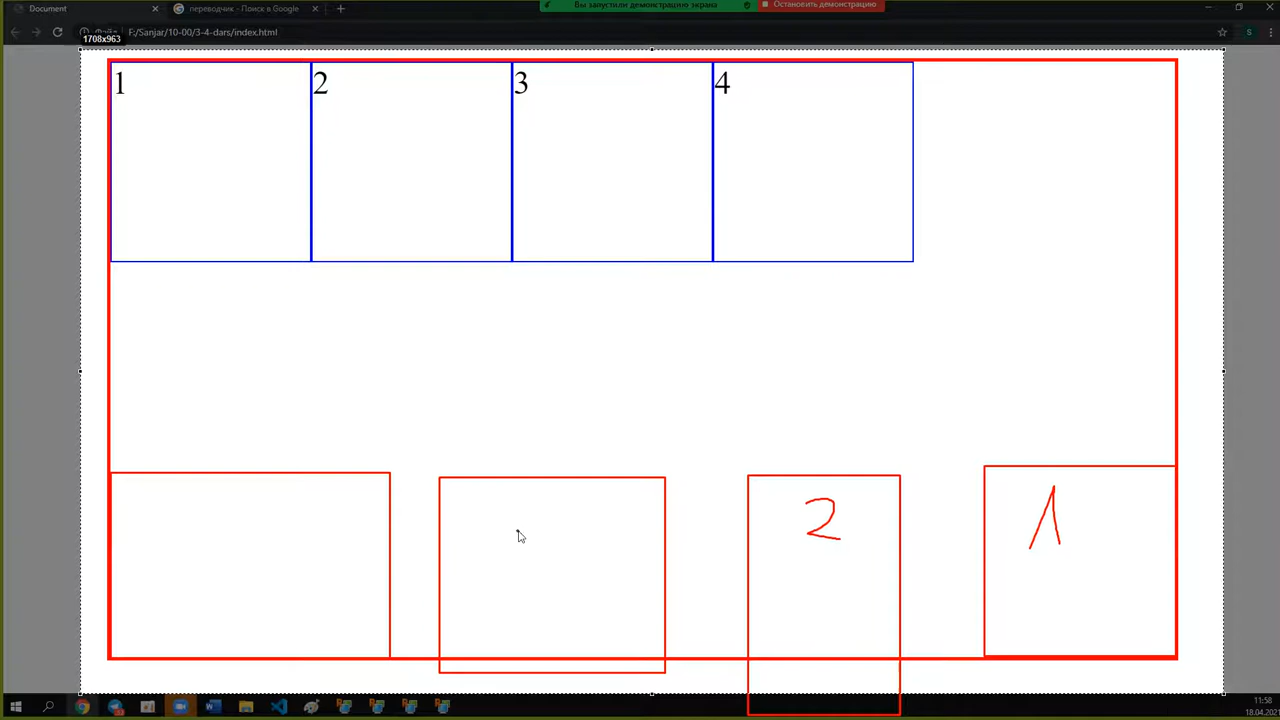 Document
переводчик - Поиск в Google
Вы запустили демонстрацию экрана
Остановить демонстрацию
F:/Sanjar/10-00/3-4-dars/index.html
S
1708x963
1 2 3 4
2 1
11:58
18.04.2021